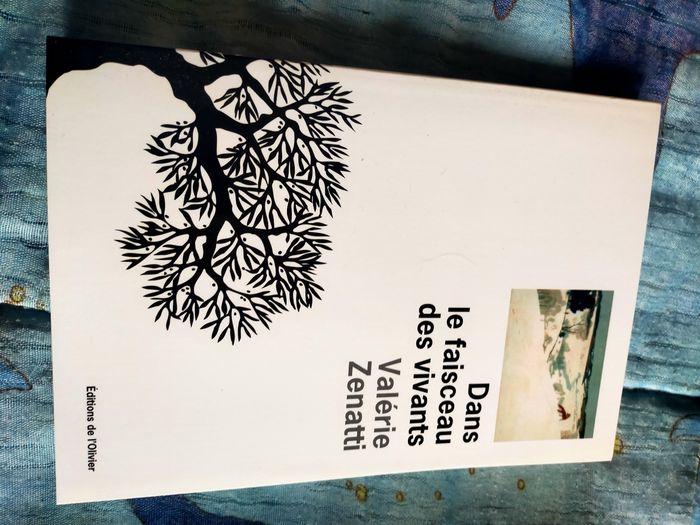 Dans
le faisceau
des vivants
Valérie
Zenatti
Éditions de l'Olivier